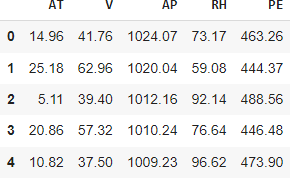 AT V AP RH PE
0 14.96 41.76 1024.07 73.17 463.26
1 25.18 62.96 1020.04 59.08 444.37
2 5.11 39.40 1012.16 92.14 488.56
3 20.86 57.32 1010.24 76.64 446.48
4 10.82 37.50 1009.23 96.62 473.90